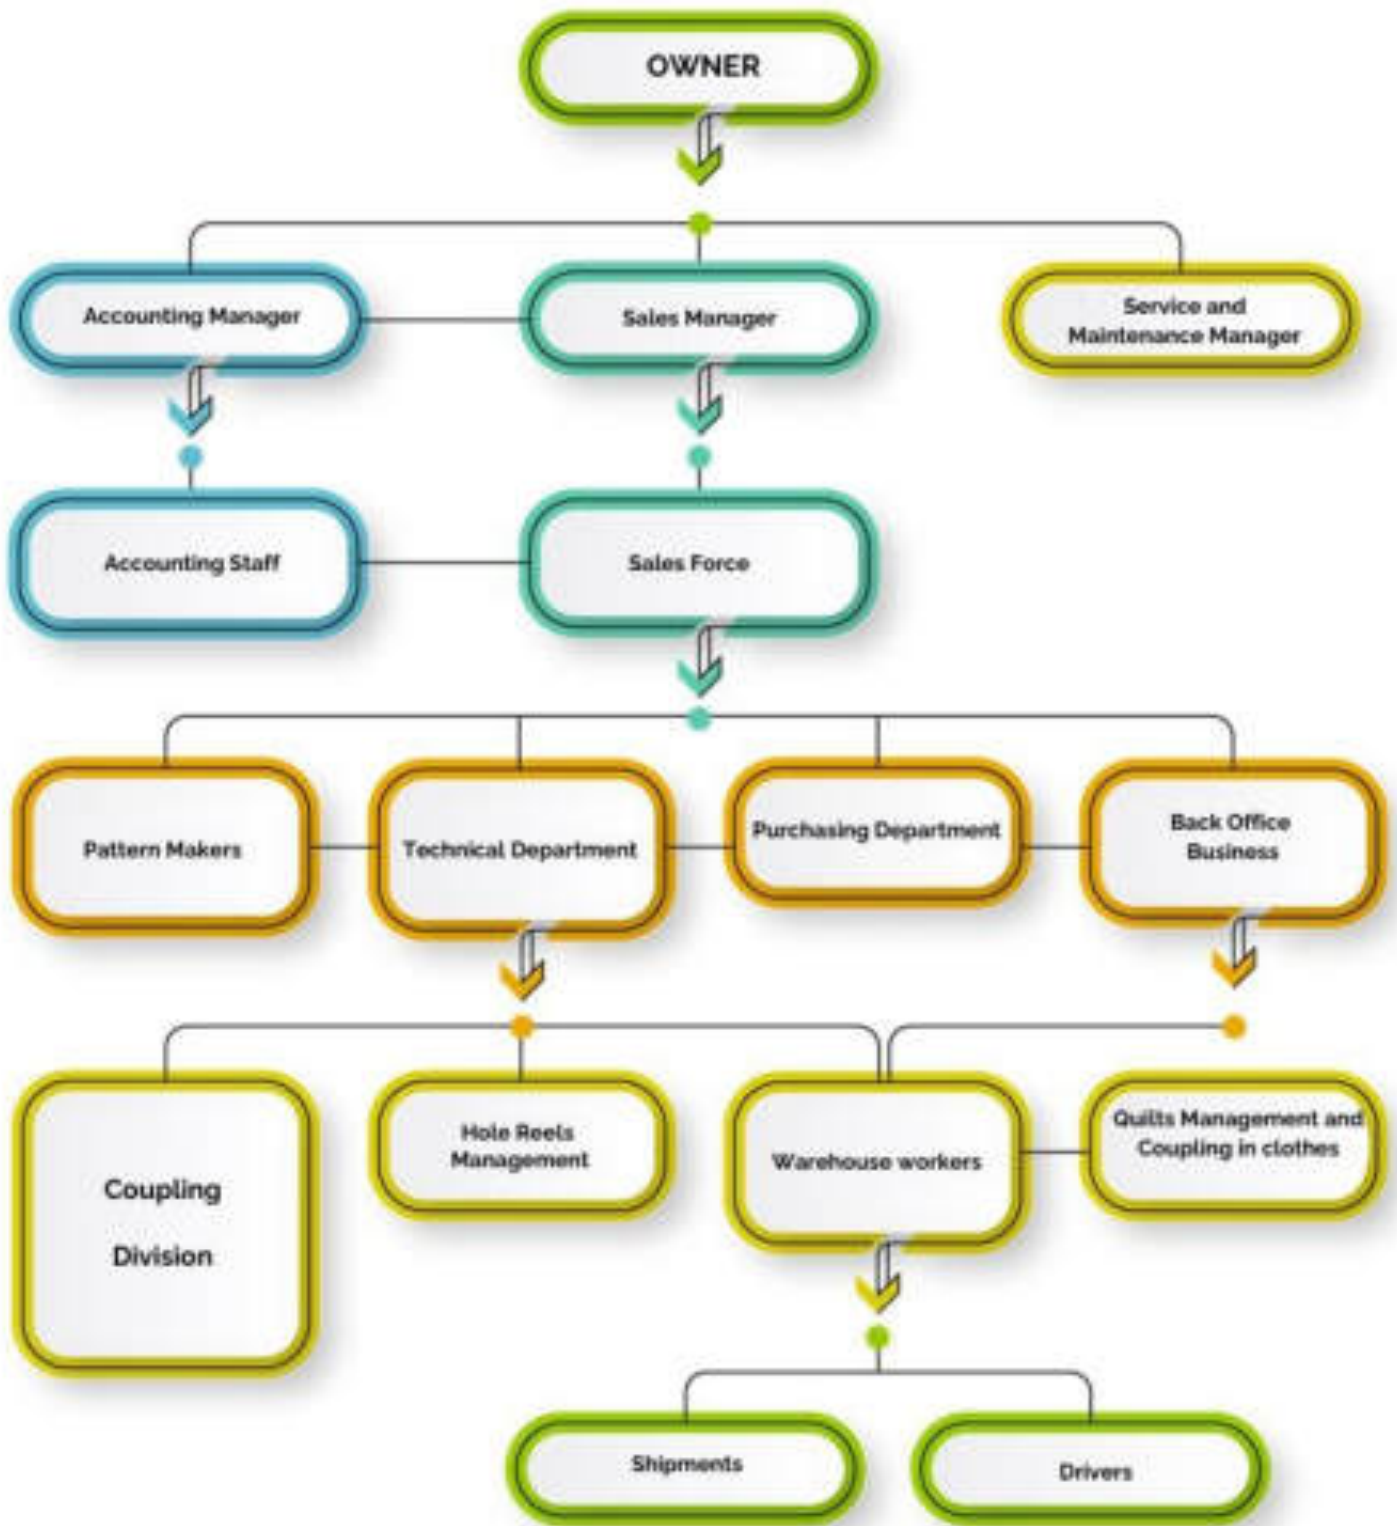 OWNER
Accounting Manager
Sales Manager
Service and
Maintenance Manager
Accounting Staff
Sales Force
Pattern Makers
Technical Department
Purchasing Department
Back Office
Business
Coupling
Division
Hole Reels
Management
Warehouse workers
Quilts Management and
Coupling in clothes
Shipments
Drivers